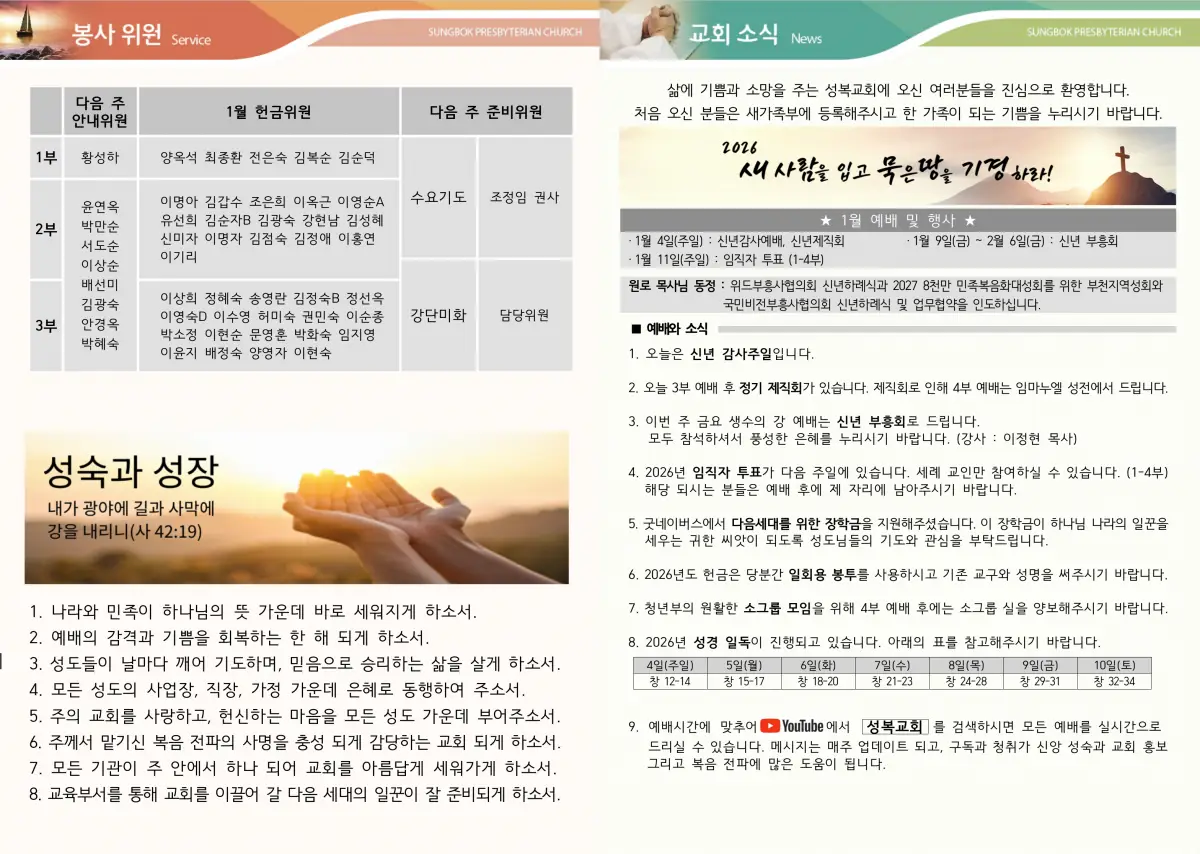 봉사 위원 Service
SUNGBOK PRESBYTERIAN CHURCH
다음 주
안내위원
1월 헌금위원
다음 주 준비위원
1부
황성하
양옥석 최종환 전은숙 김복순 김순덕
수요기도
조정임 권사
2부
윤연옥
박만순
서도순
이상순
배선미
김광숙
안경옥
박혜숙
이명아 김갑수 조은희 이옥근 이영순A
유선희 김순자B 김광숙 강현남 김성혜
신미자 이명자 김점숙 김정애 이홍연
이기리
3부
이상희 정혜숙 송영란 김정숙B 정선옥
이영숙D 이수영 허미숙 권민숙 이순종
박소정 이현순 문영훈 박화숙 임지영
이윤지 배정숙 양영자 이현숙
강단미화
담당위원
성숙과 성장
내가 광야에 길과 사막에
강을 내리니(사 42:19)
1. 나라와 민족이 하나님의 뜻 가운데 바로 세워지게 하소서.
2. 예배의 감격과 기쁨을 회복하는 한 해 되게 하소서.
3. 성도들이 날마다 깨어 기도하며, 믿음으로 승리하는 삶을 살게 하소서.
4. 모든 성도의 사업장, 직장, 가정 가운데 은혜로 동행하여 주소서.
5. 주의 교회를 사랑하고, 헌신하는 마음을 모든 성도 가운데 부어주소서.
6. 주께서 맡기신 복음 전파의 사명을 충성 되게 감당하는 교회 되게 하소서.
7. 모든 기관이 주 안에서 하나 되어 교회를 아름답게 세워가게 하소서.
8. 교육부서를 통해 교회를 이끌어 갈 다음 세대의 일꾼이 잘 준비되게 하소서.
교회 소식 News
SUNGBOK PRESBYTERIAN CHURCH
삶에 기쁨과 소망을 주는 성복교회에 오신 여러분들을 진심으로 환영합니다.
처음 오신 분들은 새가족부에 등록해주시고 한 가족이 되는 기쁨을 누리시기 바랍니다.
2026
새 사람을 입고 묵은땅을 기경하라!
★ 1월 예배 및 행사 ★
· 1월 4일(주일) : 신년감사예배, 신년제직회
· 1월 9일(금) ~ 2월 6일(금) : 신년 부흥회
· 1월 11일(주일) : 임직자 투표 (1-4부)
원로 목사님 동정 : 위드부흥사협의회 신년하례식과 2027 8천만 민족복음화대성회를 위한 부천지역성회와
국민비전부흥사협의회 신년하례식 및 업무협약을 인도하십니다.
■ 예배와 소식
1. 오늘은 신년 감사주일입니다.
2. 오늘 3부 예배 후 정기 제직회가 있습니다. 제직회로 인해 4부 예배는 임마누엘 성전에서 드립니다.
3. 이번 주 금요 생수의 강 예배는 신년 부흥회로 드립니다.
모두 참석하셔서 풍성한 은혜를 누리시기 바랍니다. (강사 : 이정현 목사)
4. 2026년 임직자 투표가 다음 주일에 있습니다. 세례 교인만 참여하실 수 있습니다. (1-4부)
해당 되시는 분들은 예배 후에 제 자리에 남아주시기 바랍니다.
5. 굿네이버스에서 다음세대를 위한 장학금을 지원해주셨습니다. 이 장학금이 하나님 나라의 일꾼을
세우는 귀한 씨앗이 되도록 성도님들의 기도와 관심을 부탁드립니다.
6. 2026년도 헌금은 당분간 일회용 봉투를 사용하시고 기존 교구와 성명을 써주시기 바랍니다.
7. 청년부의 원활한 소그룹 모임을 위해 4부 예배 후에는 소그룹 실을 양보해주시기 바랍니다.
8. 2026년 성경 일독이 진행되고 있습니다. 아래의 표를 참고해주시기 바랍니다.
4일(주일) 5일(월) 6일(화) 7일(수) 8일(목) 9일(금) 10일(토)
창 12-14 창 15-17 창 18-20 창 21-23 창 24-28 창 29-31 창 32-34
9. 예배시간에 맞추어 YouTube 에서 성복교회 를 검색하시면 모든 예배를 실시간으로
드리실 수 있습니다. 메시지는 매주 업데이트 되고, 구독과 청취가 신앙 성숙과 교회 홍보
그리고 복음 전파에 많은 도움이 됩니다.